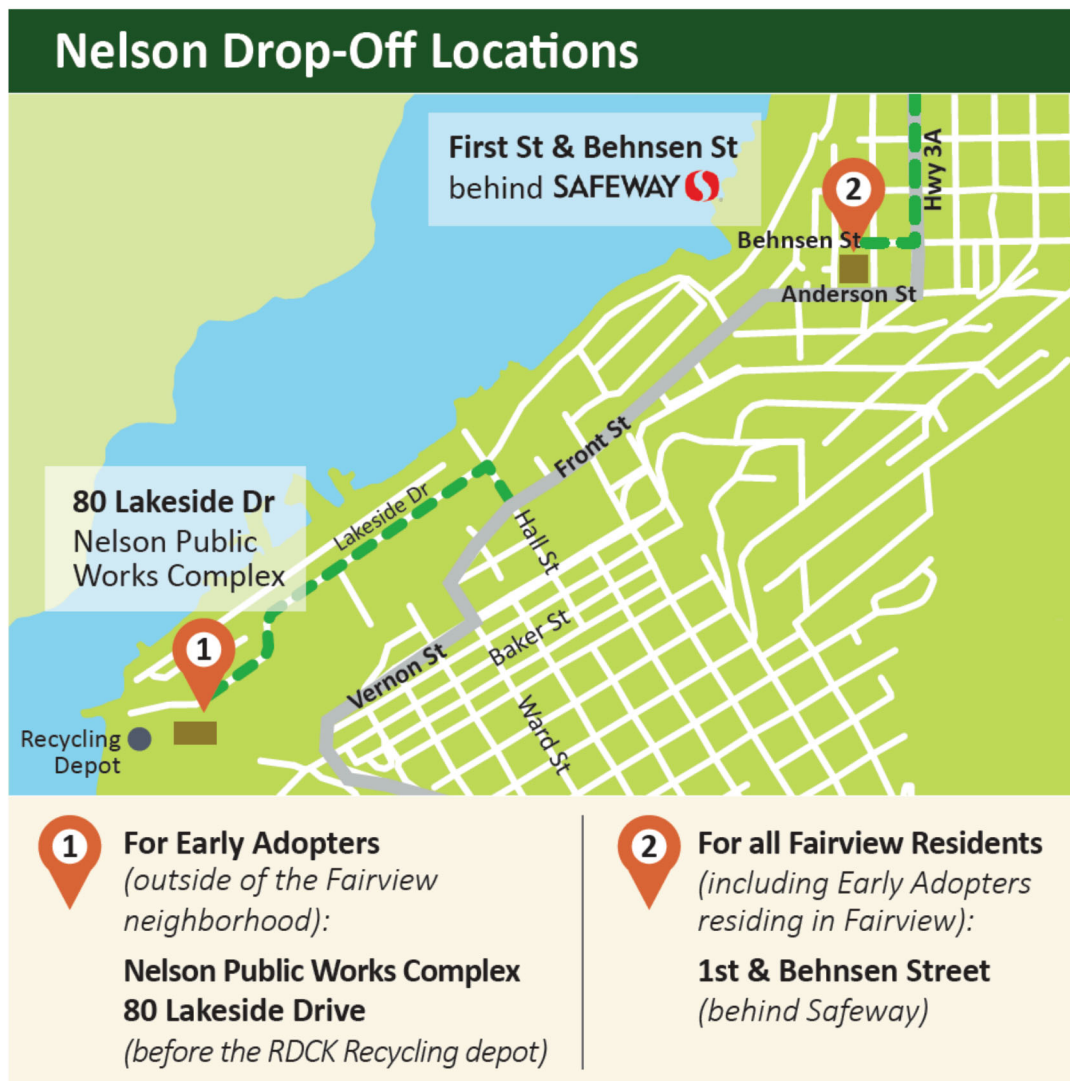 Nelson Drop-Off Locations
First St & Behnsen St
behind SAFEWAY
2
Hwy 3A
Behnsen St
Anderson St
Front St
80 Lakeside Dr
Nelson Public
Works Complex
Lakeside Dr
Hall St
1
Baker St
Vernon St
Ward St
Recycling
Depot
1
For Early Adopters
(outside of the Fairview
neighborhood):
Nelson Public Works Complex
80 Lakeside Drive
(before the RDCK Recycling depot)
2
For all Fairview Residents
(including Early Adopters
residing in Fairview):
1st & Behnsen Street
(behind Safeway)